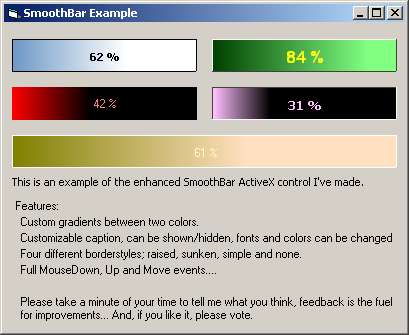 SmoothBar Example
62 %
84 %
42 %
31 %
61 %
This is an example of the enhanced SmoothBar ActiveX control I've made.
Features:
Custom gradients between two colors.
Customizable caption, can be shown/hidden, fonts and colors can be changed
Four different borderstyles; raised, sunken, simple and none.
Full MouseDown, Up and Move events....
Please take a minute of your time to tell me what you think, feedback is the fuel
for improvements... And, if you like it, please vote.